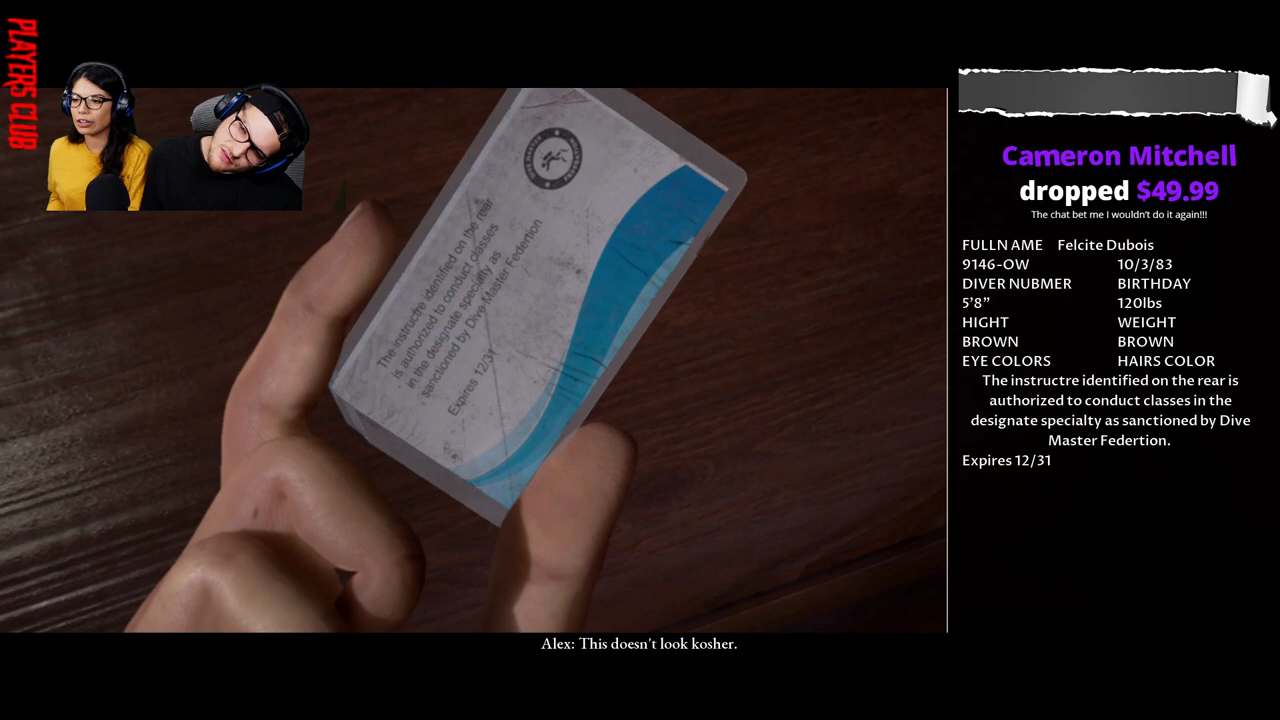 PLAYERS CLUB
The instructre identified on the rear
is authorized to conduct classes
in the designate specialty as
sanctioned by Dive Master Federtion
Expires 12/31
Alex: This doesn't look kosher.
Cameron Mitchell
dropped $49.99
The chat bet me I wouldn't do it again!!!
FULLN AME Felcite Dubois
9146-OW 10/3/83
DIVER NUBMER BIRTHDAY
5'8” 120lbs
HIGHT WEIGHT
BROWN BROWN
EYE COLORS HAIRS COLOR
The instructre identified on the rear is
authorized to conduct classes in the
designate specialty as sanctioned by Dive
Master Federtion.
Expires 12/31